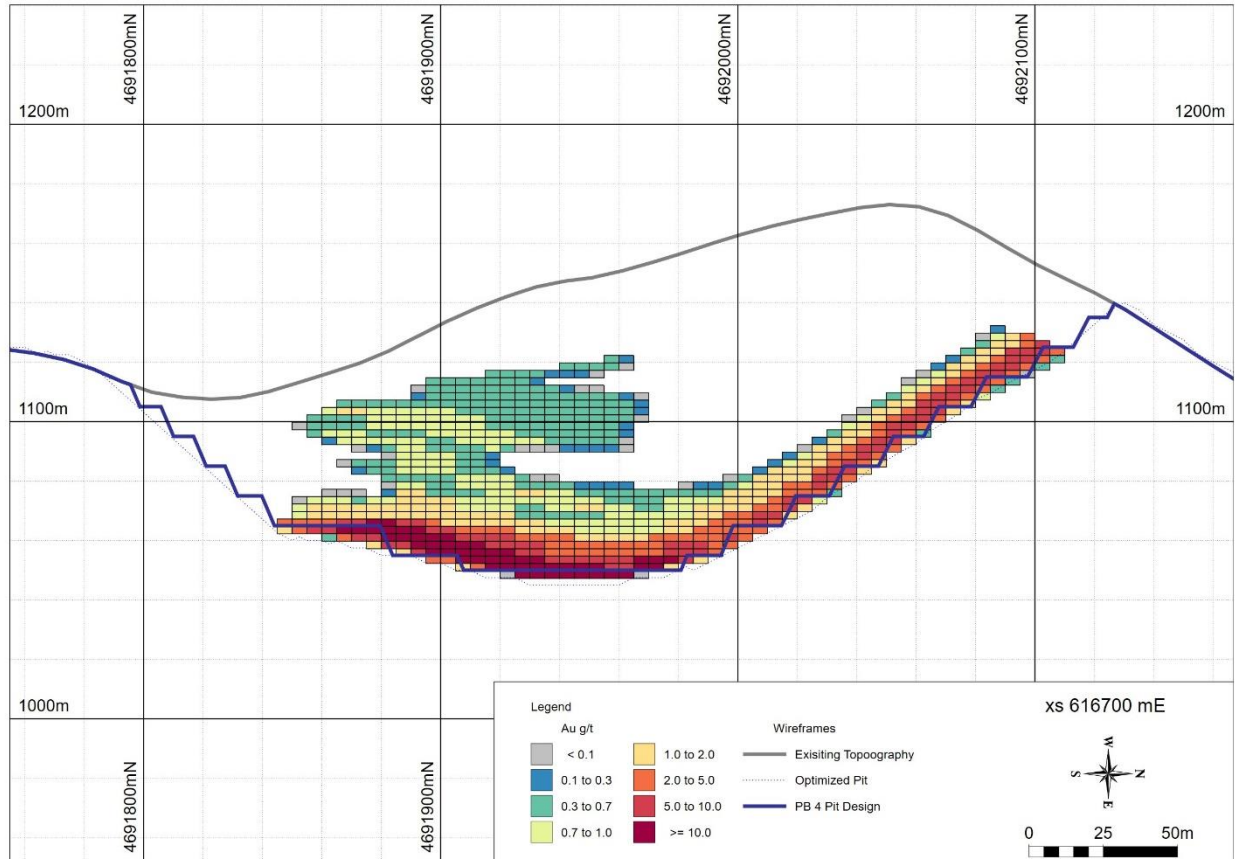 4691800mN
4691900mN
4692000mN
4692100mN
1200m
1200m
1100m
1100m
1000m
4691800mN
4691900mN
Legend
Au g/t
< 0.1
0.1 to 0.3
0.3 to 0.7
0.7 to 1.0
1.0 to 2.0
2.0 to 5.0
5.0 to 10.0
>= 10.0
Wireframes
Exisiting Topoography
Optimized Pit
PB 4 Pit Design
xs 616700 mE
W
S N
E
0 25 50m